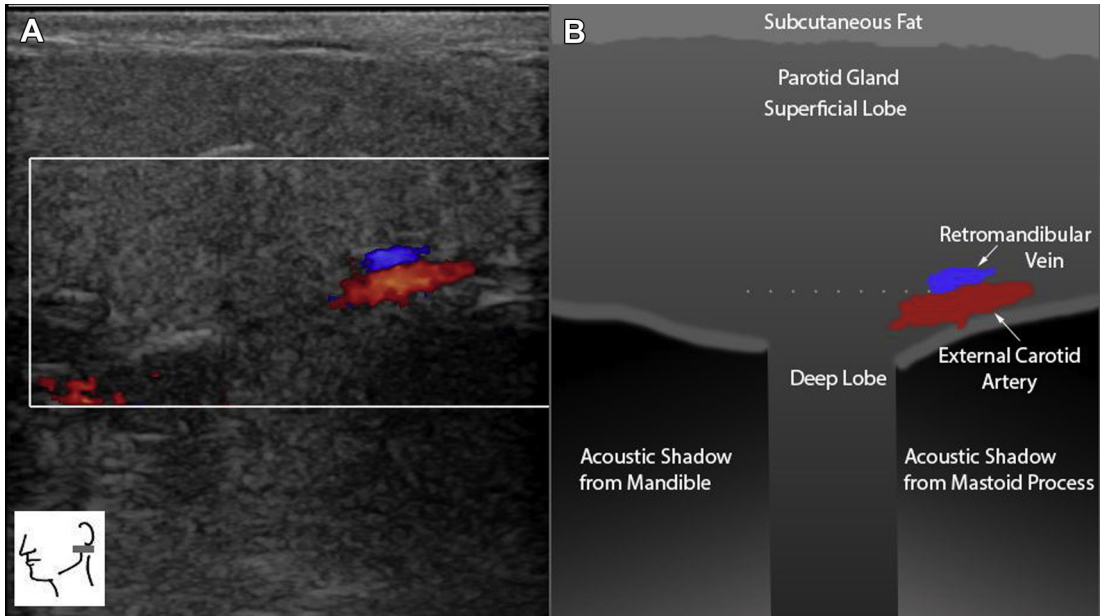 A
B
Subcutaneous Fat
Parotid Gland
Superficial Lobe
Retromandibular
Vein
External Carotid
Artery
Deep Lobe
Acoustic Shadow
from Mandible
Acoustic Shadow
from Mastoid Process